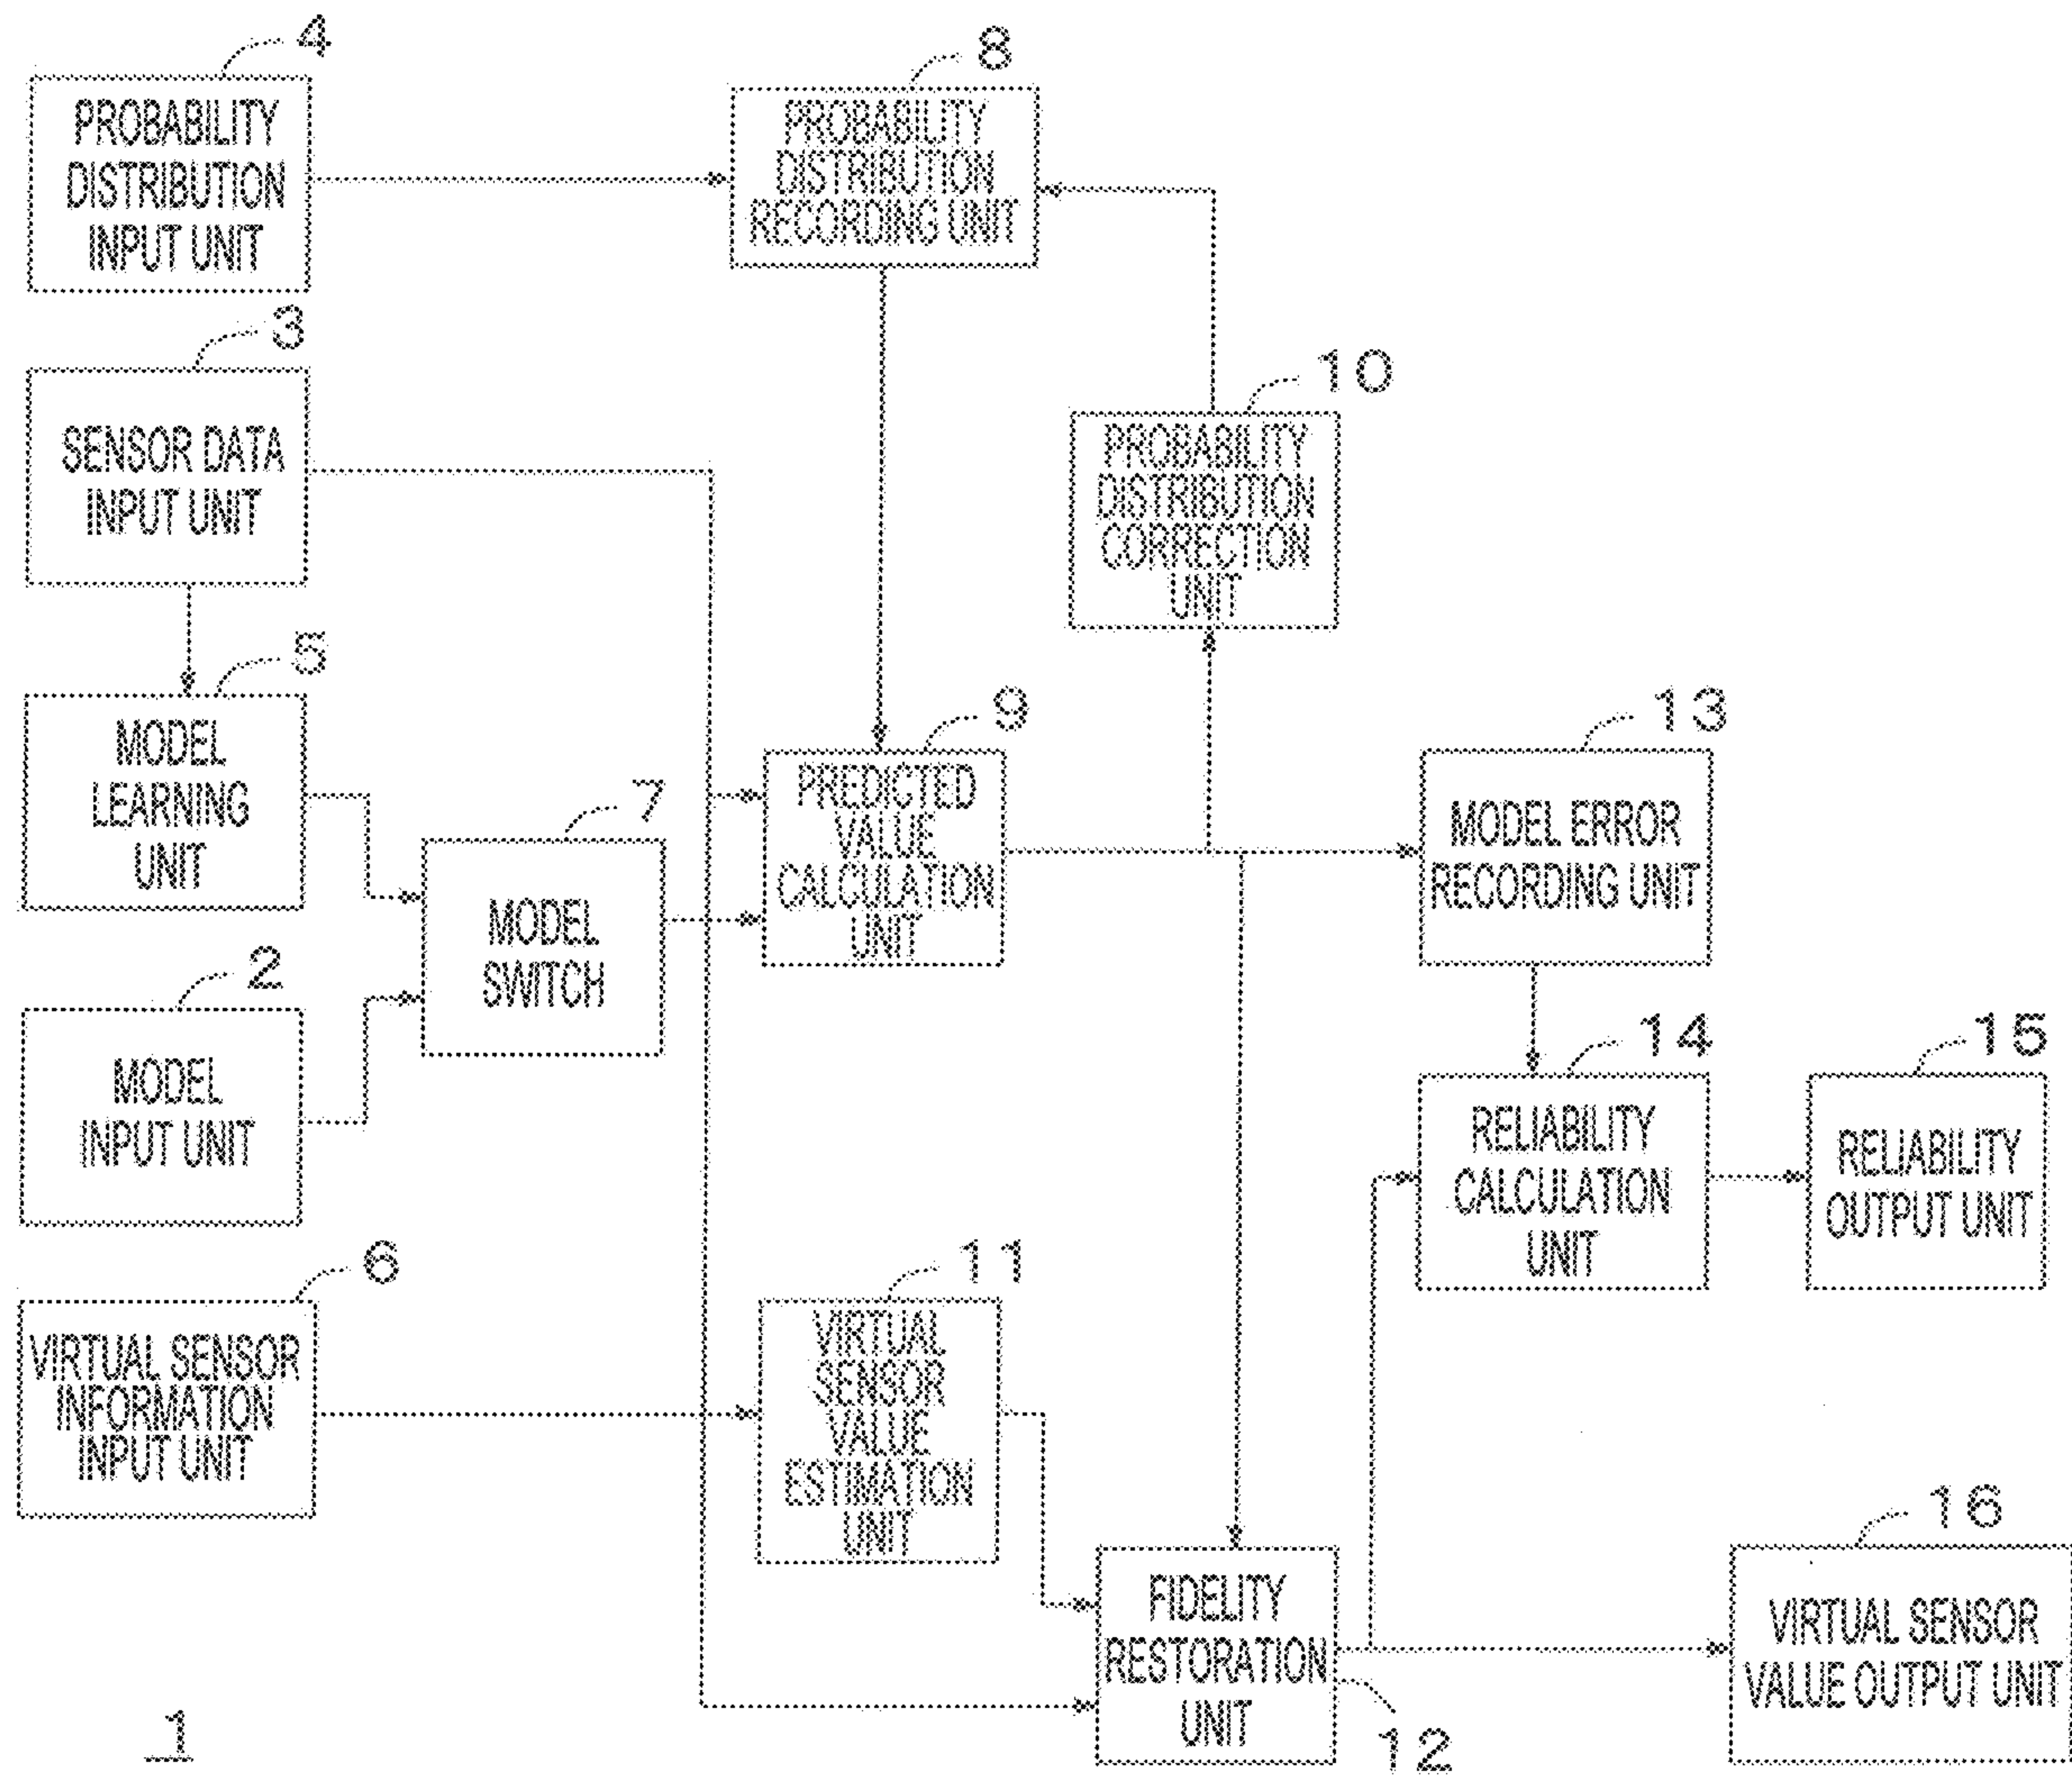 4
PROBABILITY
DISTRIBUTION
INPUT UNIT
8
PROBABILITY
DISTRIBUTION
RECORDING UNIT
3
SENSOR DATA
INPUT UNIT
10
PROBABILITY
DISTRIBUTION
CORRECTION
UNIT
5
MODEL
LEARNING
UNIT
7
MODEL
SWITCH
9
PREDICTED
VALUE
CALCULATION
UNIT
13
MODEL ERROR
RECORDING UNIT
2
MODEL
INPUT UNIT
14
RELIABILITY
CALCULATION
UNIT
15
RELIABILITY
OUTPUT UNIT
6
VIRTUAL SENSOR
INFORMATION
INPUT UNIT
11
VIRTUAL
SENSOR
VALUE
ESTIMATION
UNIT
FIDELITY
RESTORATION
UNIT
12
16
VIRTUAL SENSOR
VALUE OUTPUT UNIT
1